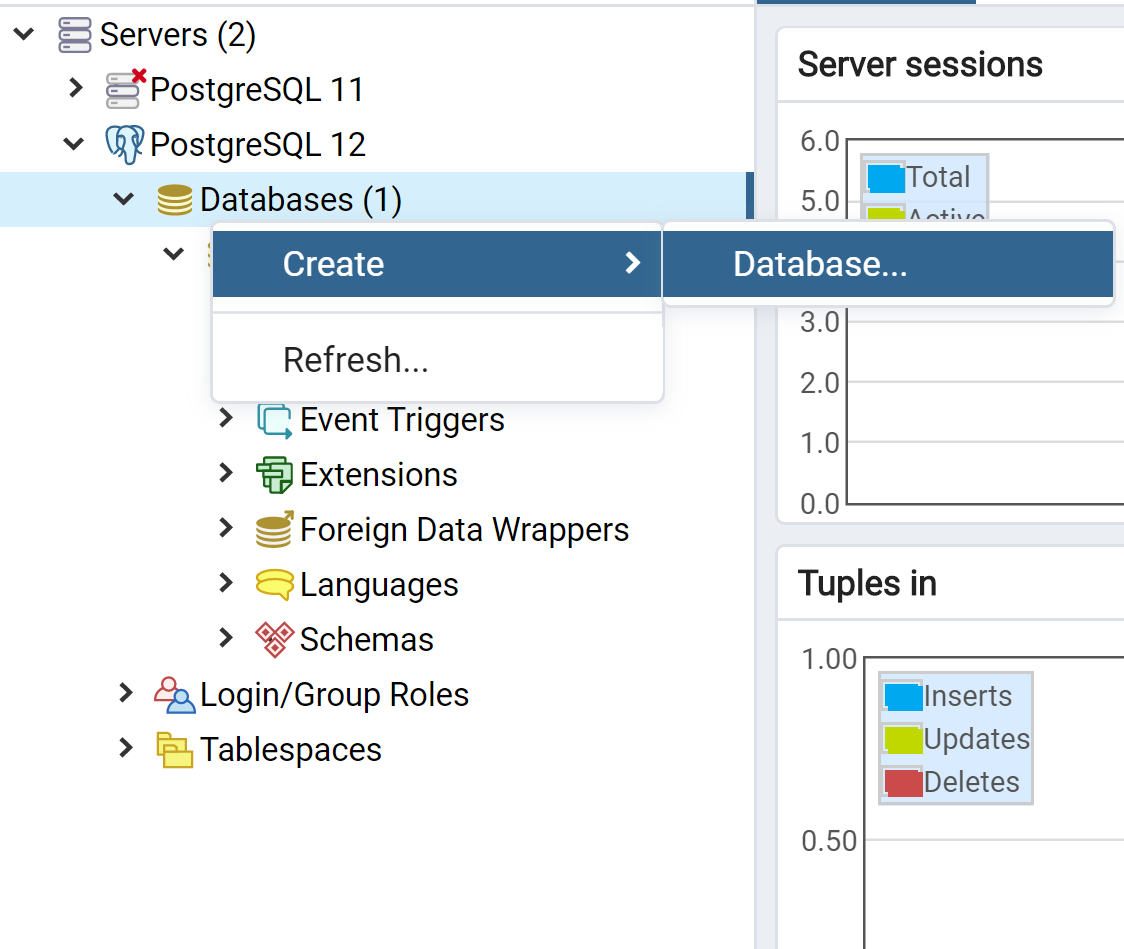 Servers (2)
PostgreSQL 11
PostgreSQL 12
Databases (1)
Create
Database...
Refresh...
Event Triggers
Extensions
Foreign Data Wrappers
Languages
Schemas
Login/Group Roles
Tablespaces
Server sessions
6.0
Total
5.0
Active
3.0
2.0
1.0
0.0
Tuples in
1.00
Inserts
Updates
Deletes
0.50